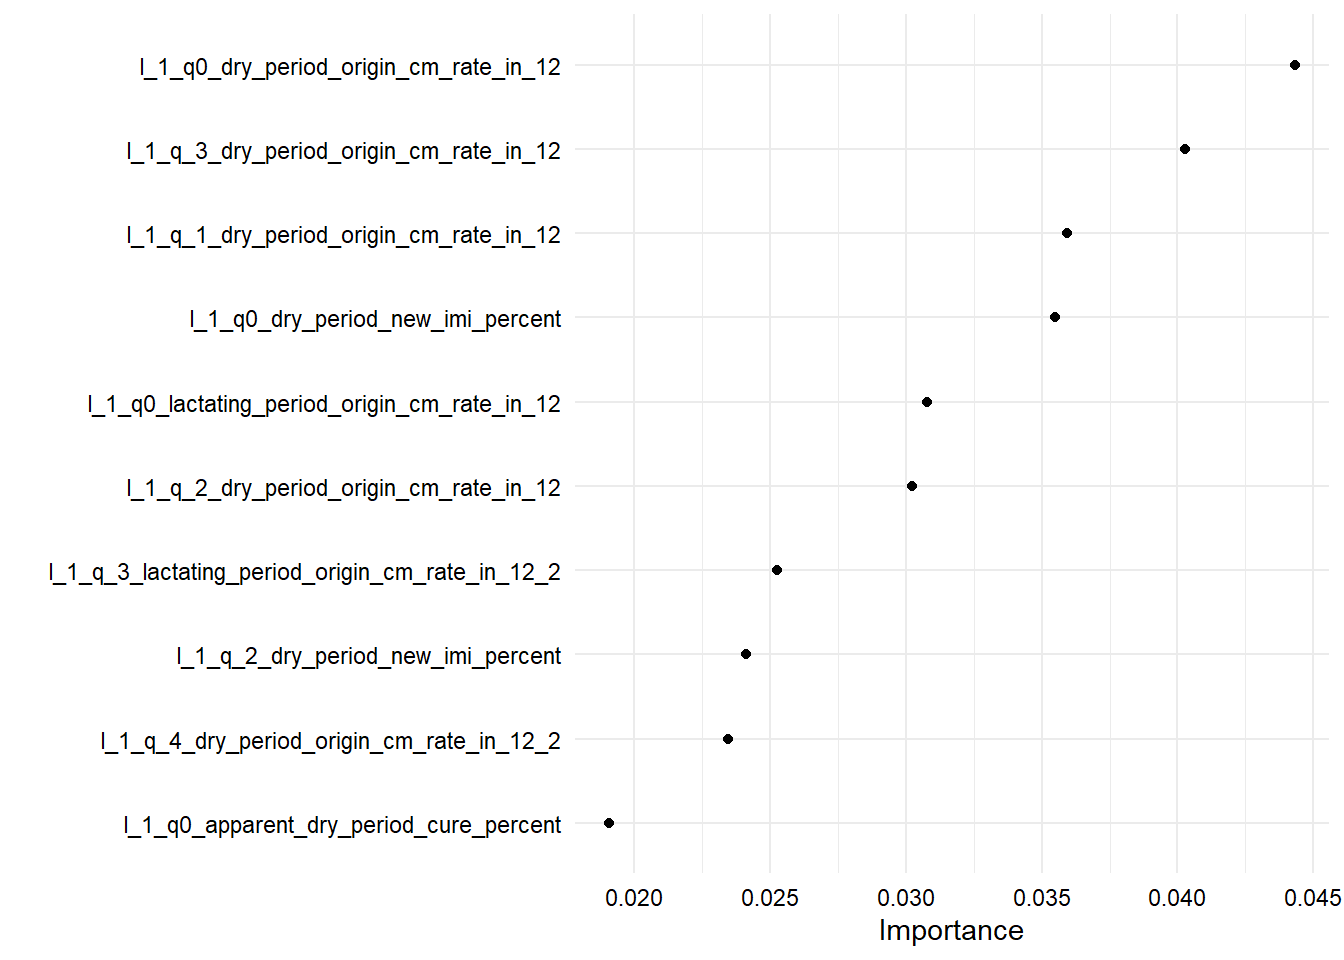 l_1_q0_dry_period_origin_cm_rate_in_12
l_1_q_3_dry_period_origin_cm_rate_in_12
l_1_q_1_dry_period_origin_cm_rate_in_12
l_1_q0_dry_period_new_imi_percent
l_1_q0_lactating_period_origin_cm_rate_in_12
l_1_q_2_dry_period_origin_cm_rate_in_12
l_1_q_3_lactating_period_origin_cm_rate_in_12_2
l_1_q_2_dry_period_new_imi_percent
l_1_q_4_dry_period_origin_cm_rate_in_12_2
l_1_q0_apparent_dry_period_cure_percent
0.020 0.025 0.030 0.035 0.040 0.045
Importance